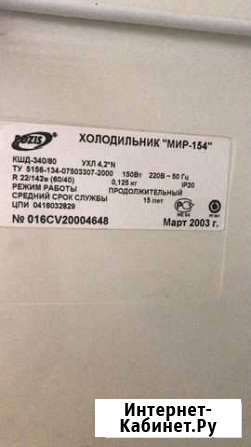 POZIS
ХОЛОДИЛЬНИК "МИР-154"
КШД-340/80 УХЛ 4,2*N
ТУ 5156-134-07503307-2000 150Вт 220В ~ 50 Гц
R 22/142в (60/40) 0,125 кг IP20
РЕЖИМ РАБОТЫ ПРОДОЛЖИТЕЛЬНЫЙ
СРЕДНИЙ СРОК СЛУЖБЫ 15 лет
ЦПИ 0418032829
№ 016CV20004648 Март 2003 г.
Интернет-
Кабинет.Ру